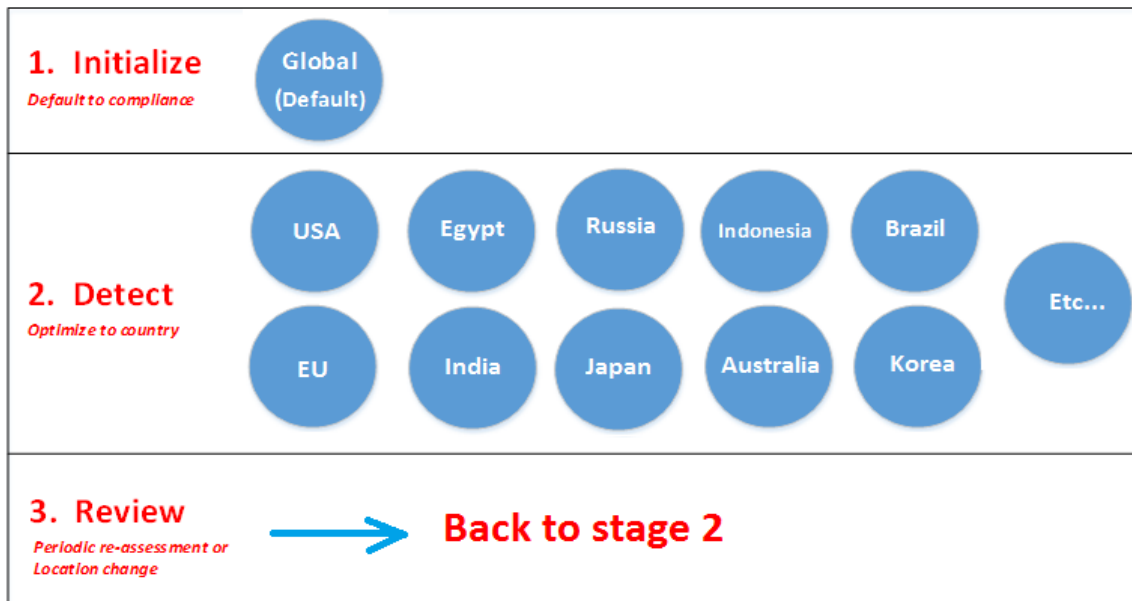 1. Initialize
Default to compliance
Global
(Default)
2. Detect
Optimize to country
USA
Egypt
Russia
Indonesia
Brazil
Etc...
EU
India
Japan
Australia
Korea
3. Review
Periodic re-assessment or
Location change
Back to stage 2